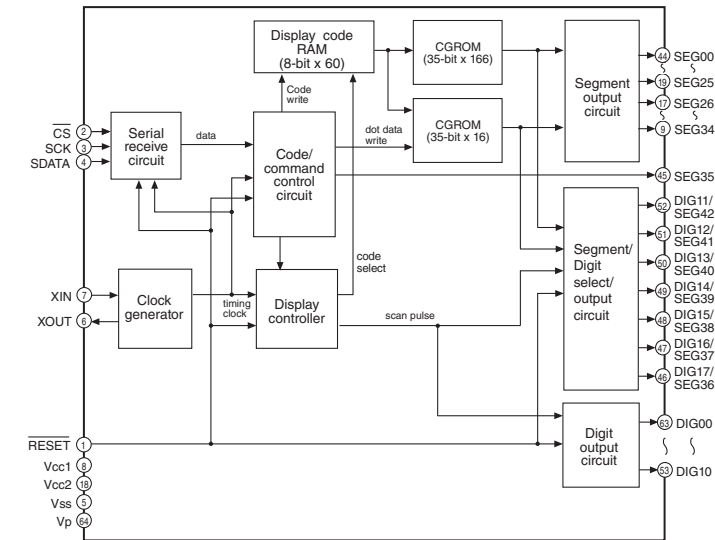 Display code
RAM
(8-bit x 60)
CGROM
(35-bit x 166)
CGROM
(35-bit x 16)
Segment
output
circuit
44 SEG00
19 SEG25
17 SEG26
9 SEG34
45 SEG35
Code
write
CS 2
SCK 3
SDATA 4
Serial
receive
circuit
data
Code/
command
control
circuit
dot data
write
52 DIG11/
SEG42
51 DIG12/
SEG41
50 DIG13/
SEG40
49 DIG14/
SEG39
48 DIG15/
SEG38
47 DIG16/
SEG37
46 DIG17/
SEG36
Segment/
Digit
select/
output
circuit
code
select
XIN 7
XOUT 6
Clock
generator
timing
clock
Display
controller
scan pulse
RESET 1
Vcc1 8
Vcc2 18
Vss 5
Vp 64
Digit
output
circuit
63 DIG00
53 DIG10